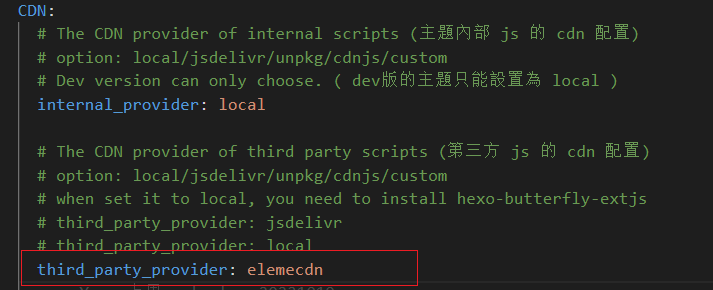 CDN:
# The CDN provider of internal scripts (主題內部 js 的 cdn 配置)
# option: local/jsdelivr/unpkg/cdnjs/custom
# Dev version can only choose. ( dev版的主題只能設置為 local )
internal_provider: local
# The CDN provider of third party scripts (第三方 js 的 cdn 配置)
# option: local/jsdelivr/unpkg/cdnjs/custom
# when set it to local, you need to install hexo-butterfly-extjs
# third_party_provider: jsdelivr
# third_party_provider: local
third_party_provider: elemecdn